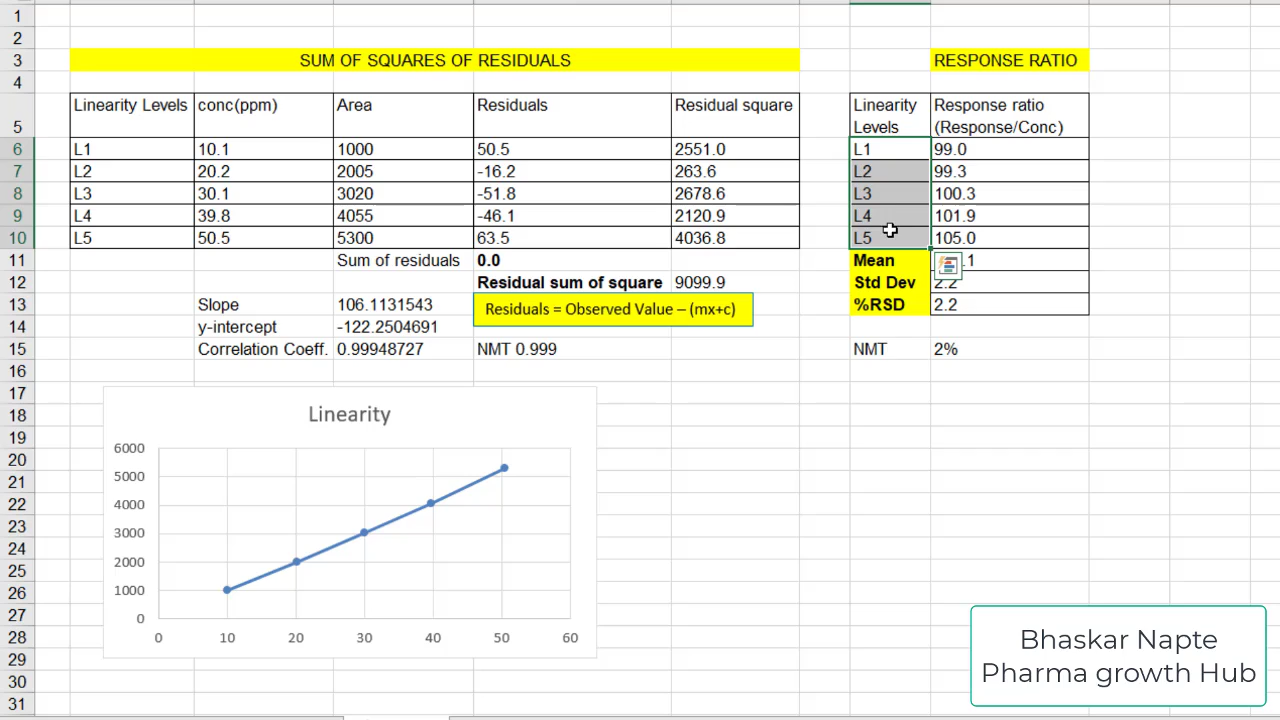 SUM OF SQUARES OF RESIDUALS
RESPONSE RATIO
Linearity Levels conc(ppm) Area Residuals Residual square
Linearity Levels Response ratio (Response/Conc)
L1 10.1 1000 50.5 2551.0 L1 99.0
L2 20.2 2005 -16.2 263.6 L2 99.3
L3 30.1 3020 -51.8 2678.6 L3 100.3
L4 39.8 4055 -46.1 2120.9 L4 101.9
L5 50.5 5300 63.5 4036.8 L5 105.0
Sum of residuals 0.0 Mean .1
Residual sum of square 9099.9 Std Dev 2.2
Slope 106.1131543 Residuals = Observed Value – (mx+c) %RSD 2.2
y-intercept -122.2504691
Correlation Coeff. 0.99948727 NMT 0.999 NMT 2%
1
2
3
4
5
6
7
8
9
10
11
12
13
14
15
16
17
18
19
20
21
22
23
24
25
26
27
28
29
30
31
Linearity
6000
5000
4000
3000
2000
1000
0
0 10 20 30 40 50 60
Bhaskar Napte
Pharma growth Hub